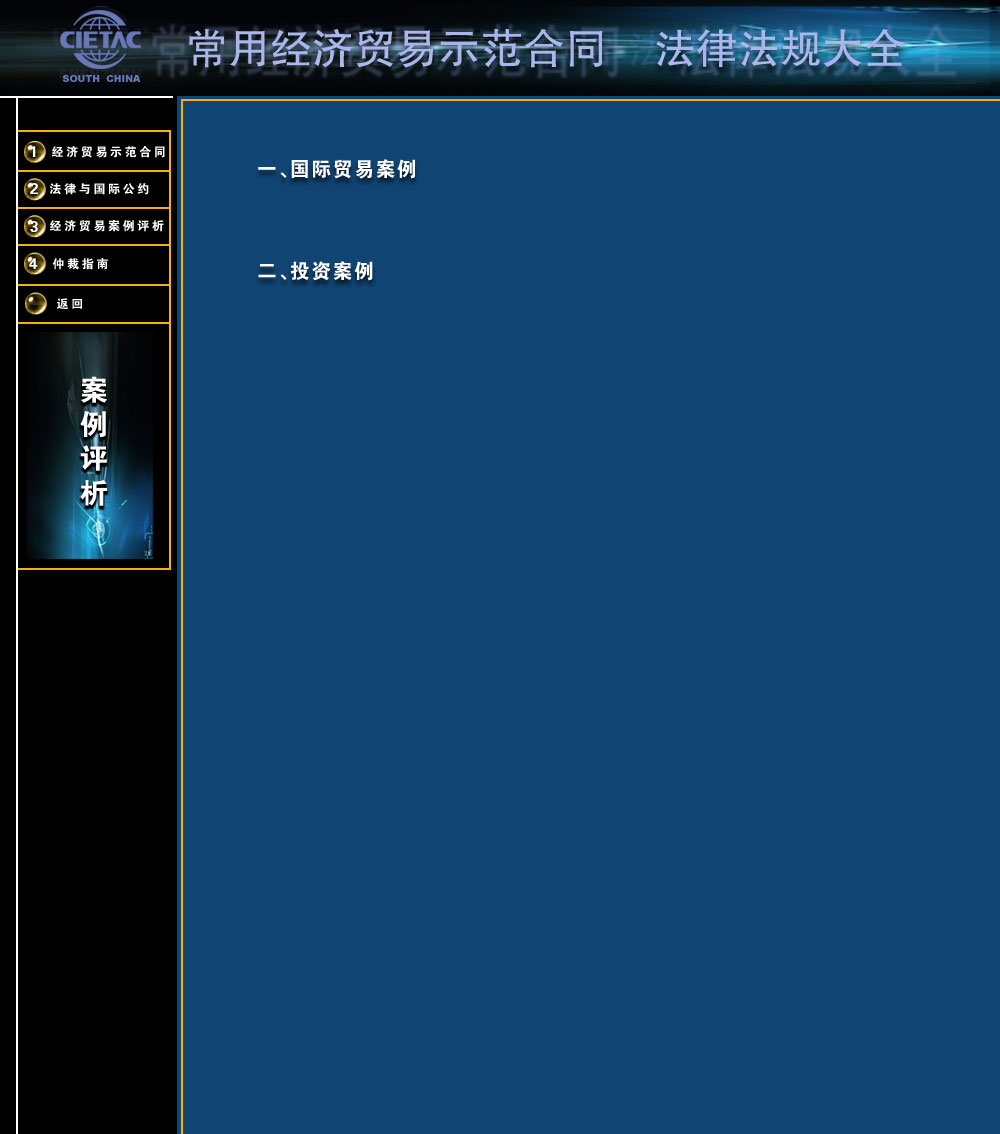 CIETAC
SOUTH CHINA
常用经济贸易示范合同 法律法规大全
1 经济贸易示范合同
2 法律与国际公约
3 经济贸易案例评析
4 仲裁指南
返回
案例评析
一、国际贸易案例
二、投资案例